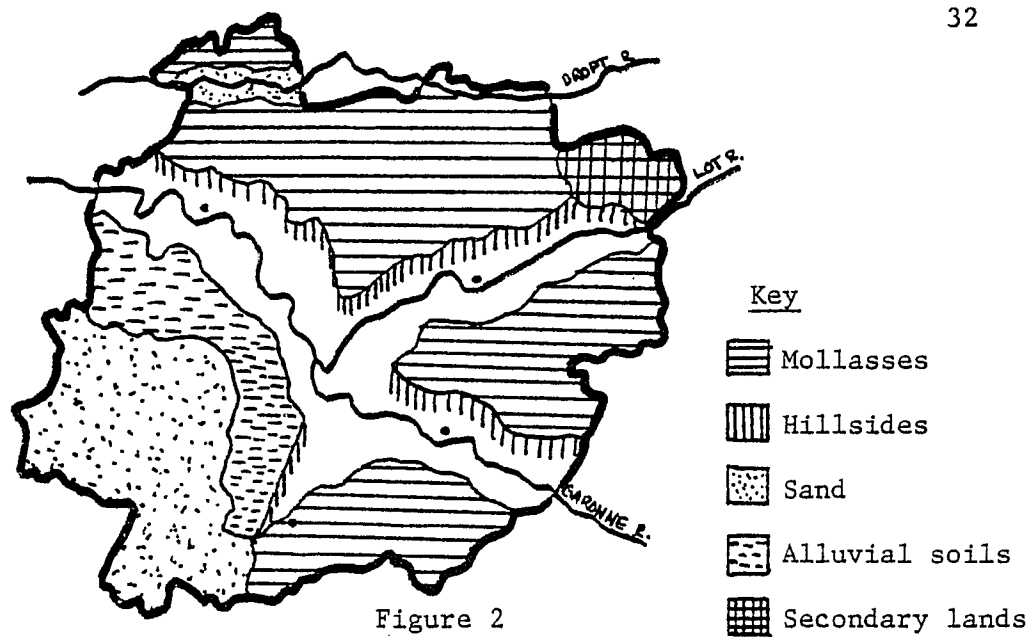 32
DROPT R.
LOT R.
GARONNE R.
Key
Mollasses
Hillsides
Sand
Alluvial soils
Secondary lands
Figure 2